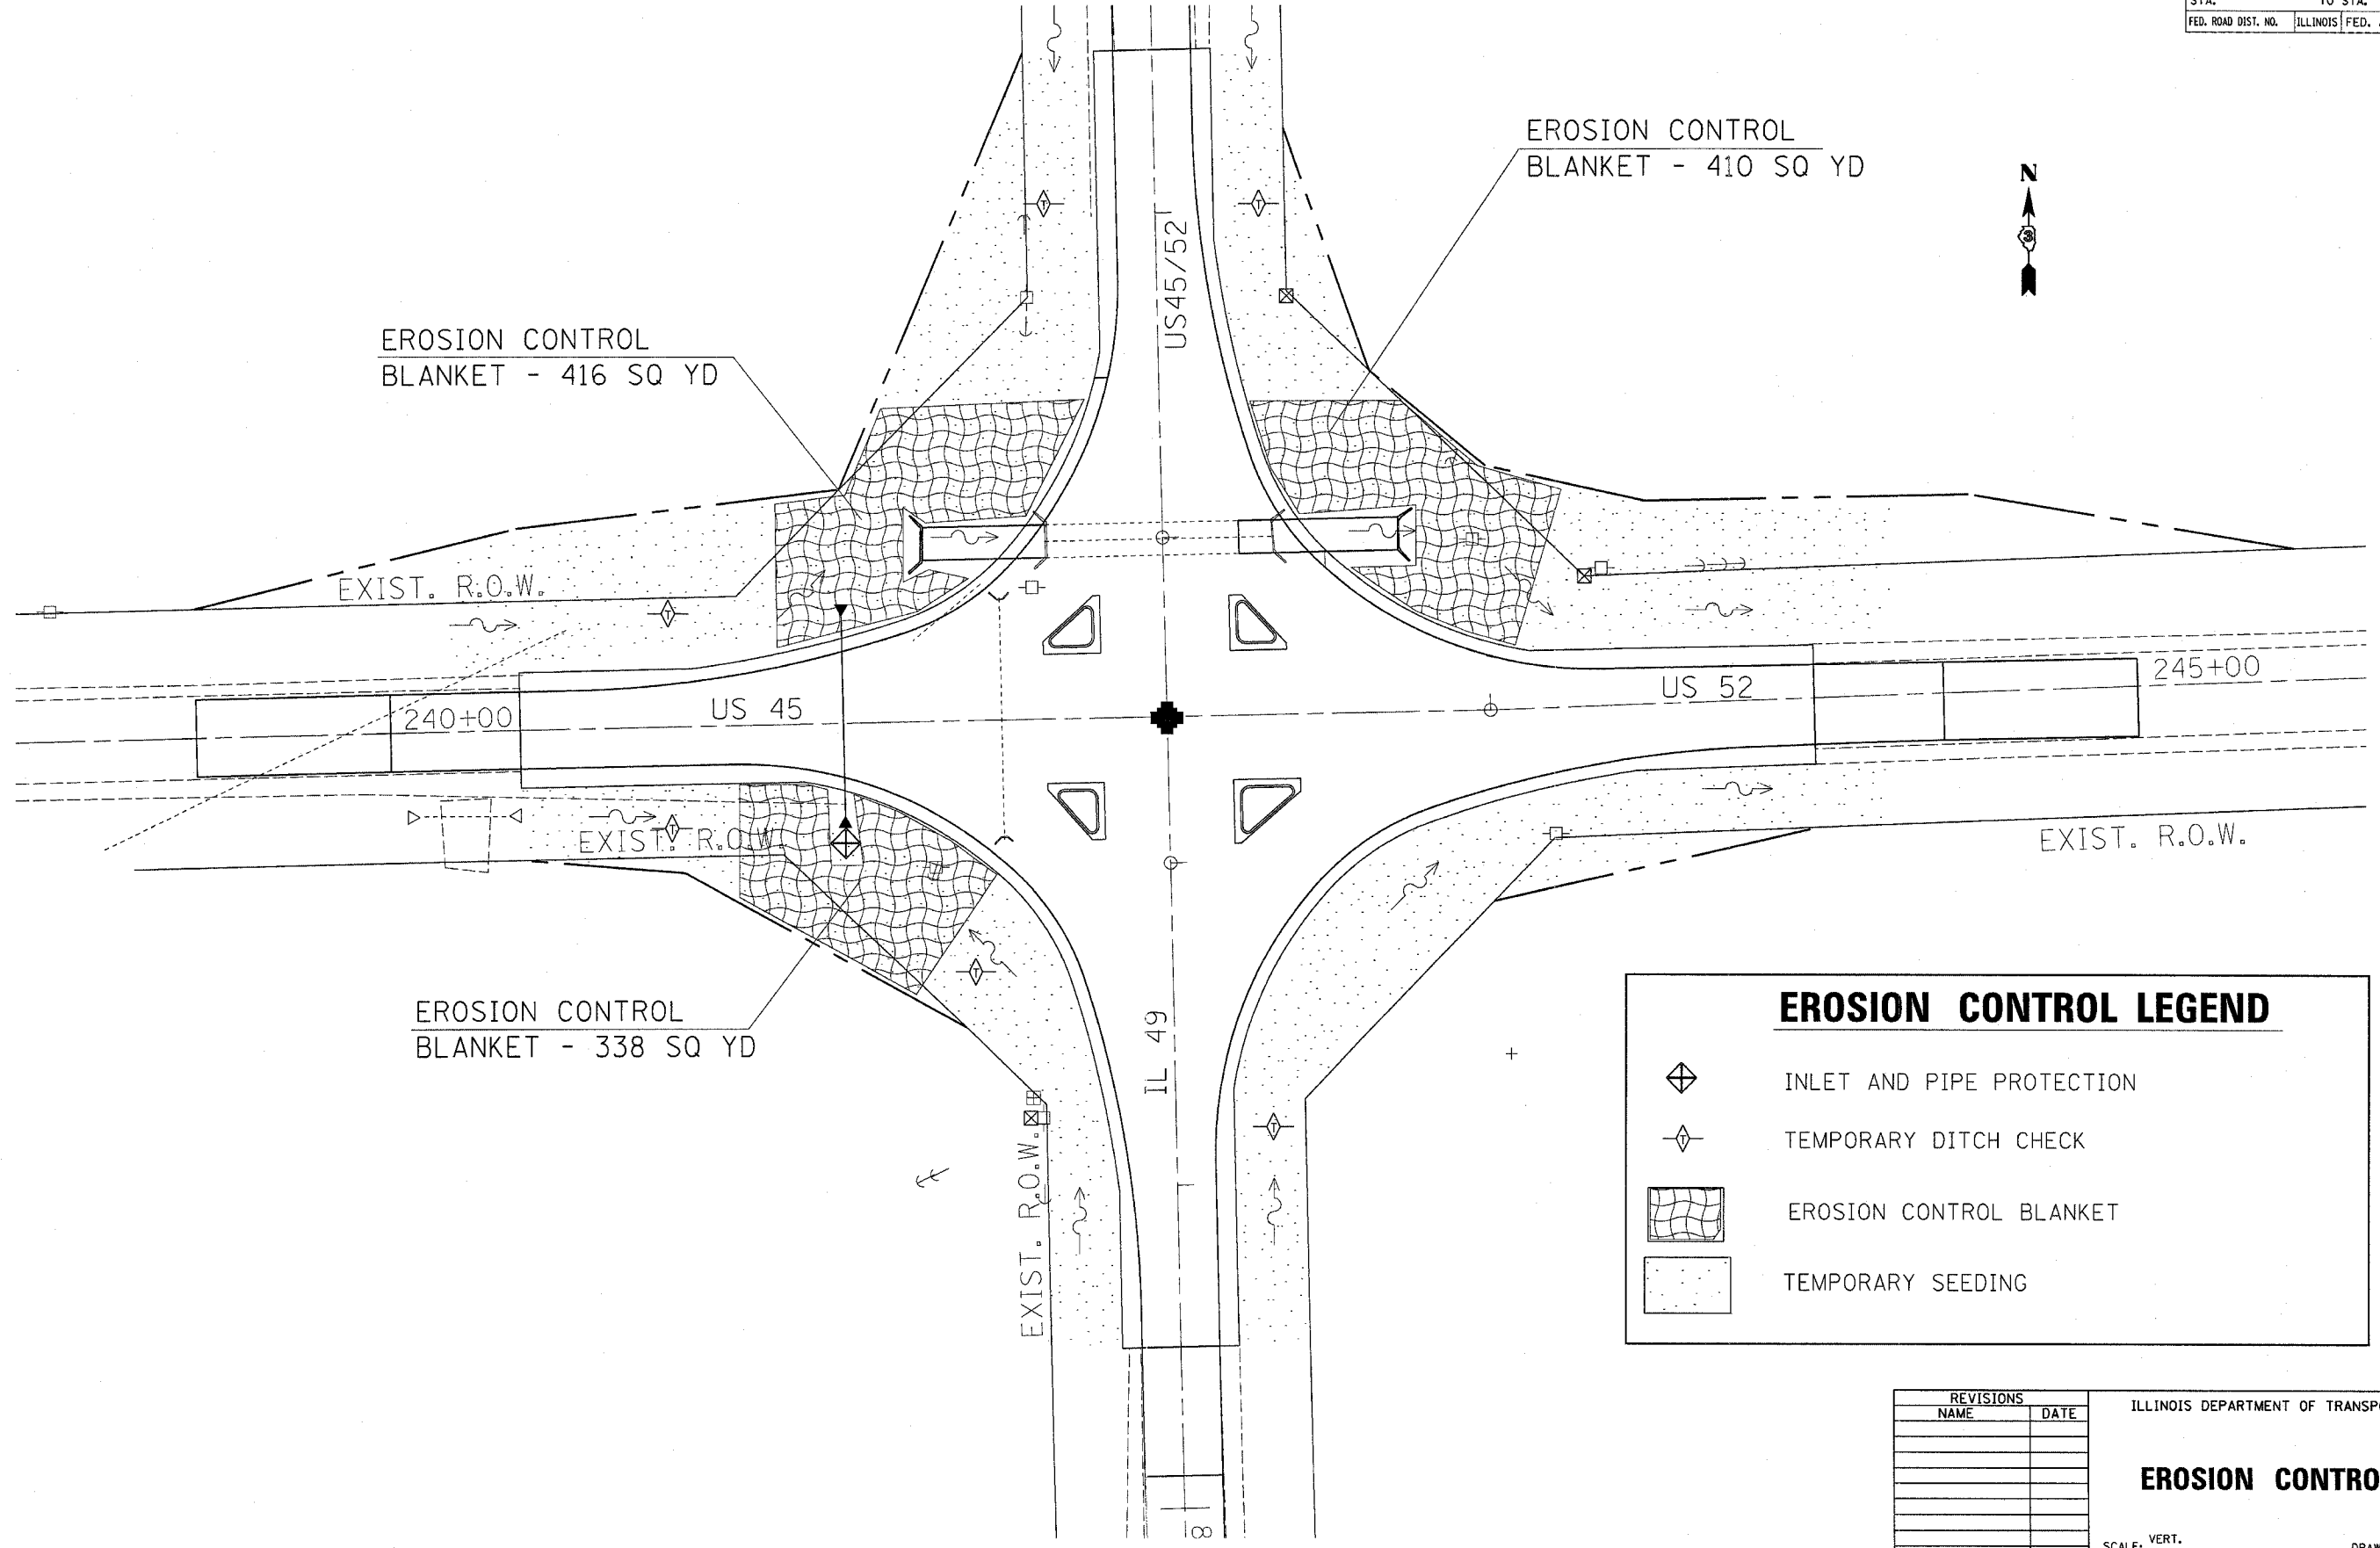 STA. TO STA.
FED. ROAD DIST. NO. ILLINOIS FED.
EROSION CONTROL
BLANKET - 410 SQ YD
N
3
US45/52
EROSION CONTROL
BLANKET - 416 SQ YD
T
T
EXIST. R.O.W.
T
240+00
US 45
US 52
245+00
EXIST. R.O.W.
T
EXIST. R.O.W.
T
EROSION CONTROL
BLANKET - 338 SQ YD
IL 49
T
EXIST. R.O.W.
EROSION CONTROL LEGEND
INLET AND PIPE PROTECTION
T
TEMPORARY DITCH CHECK
EROSION CONTROL BLANKET
TEMPORARY SEEDING
8
REVISIONS
NAME DATE
ILLINOIS DEPARTMENT OF TRANSP
EROSION CONTRO
SCALE: VERT.